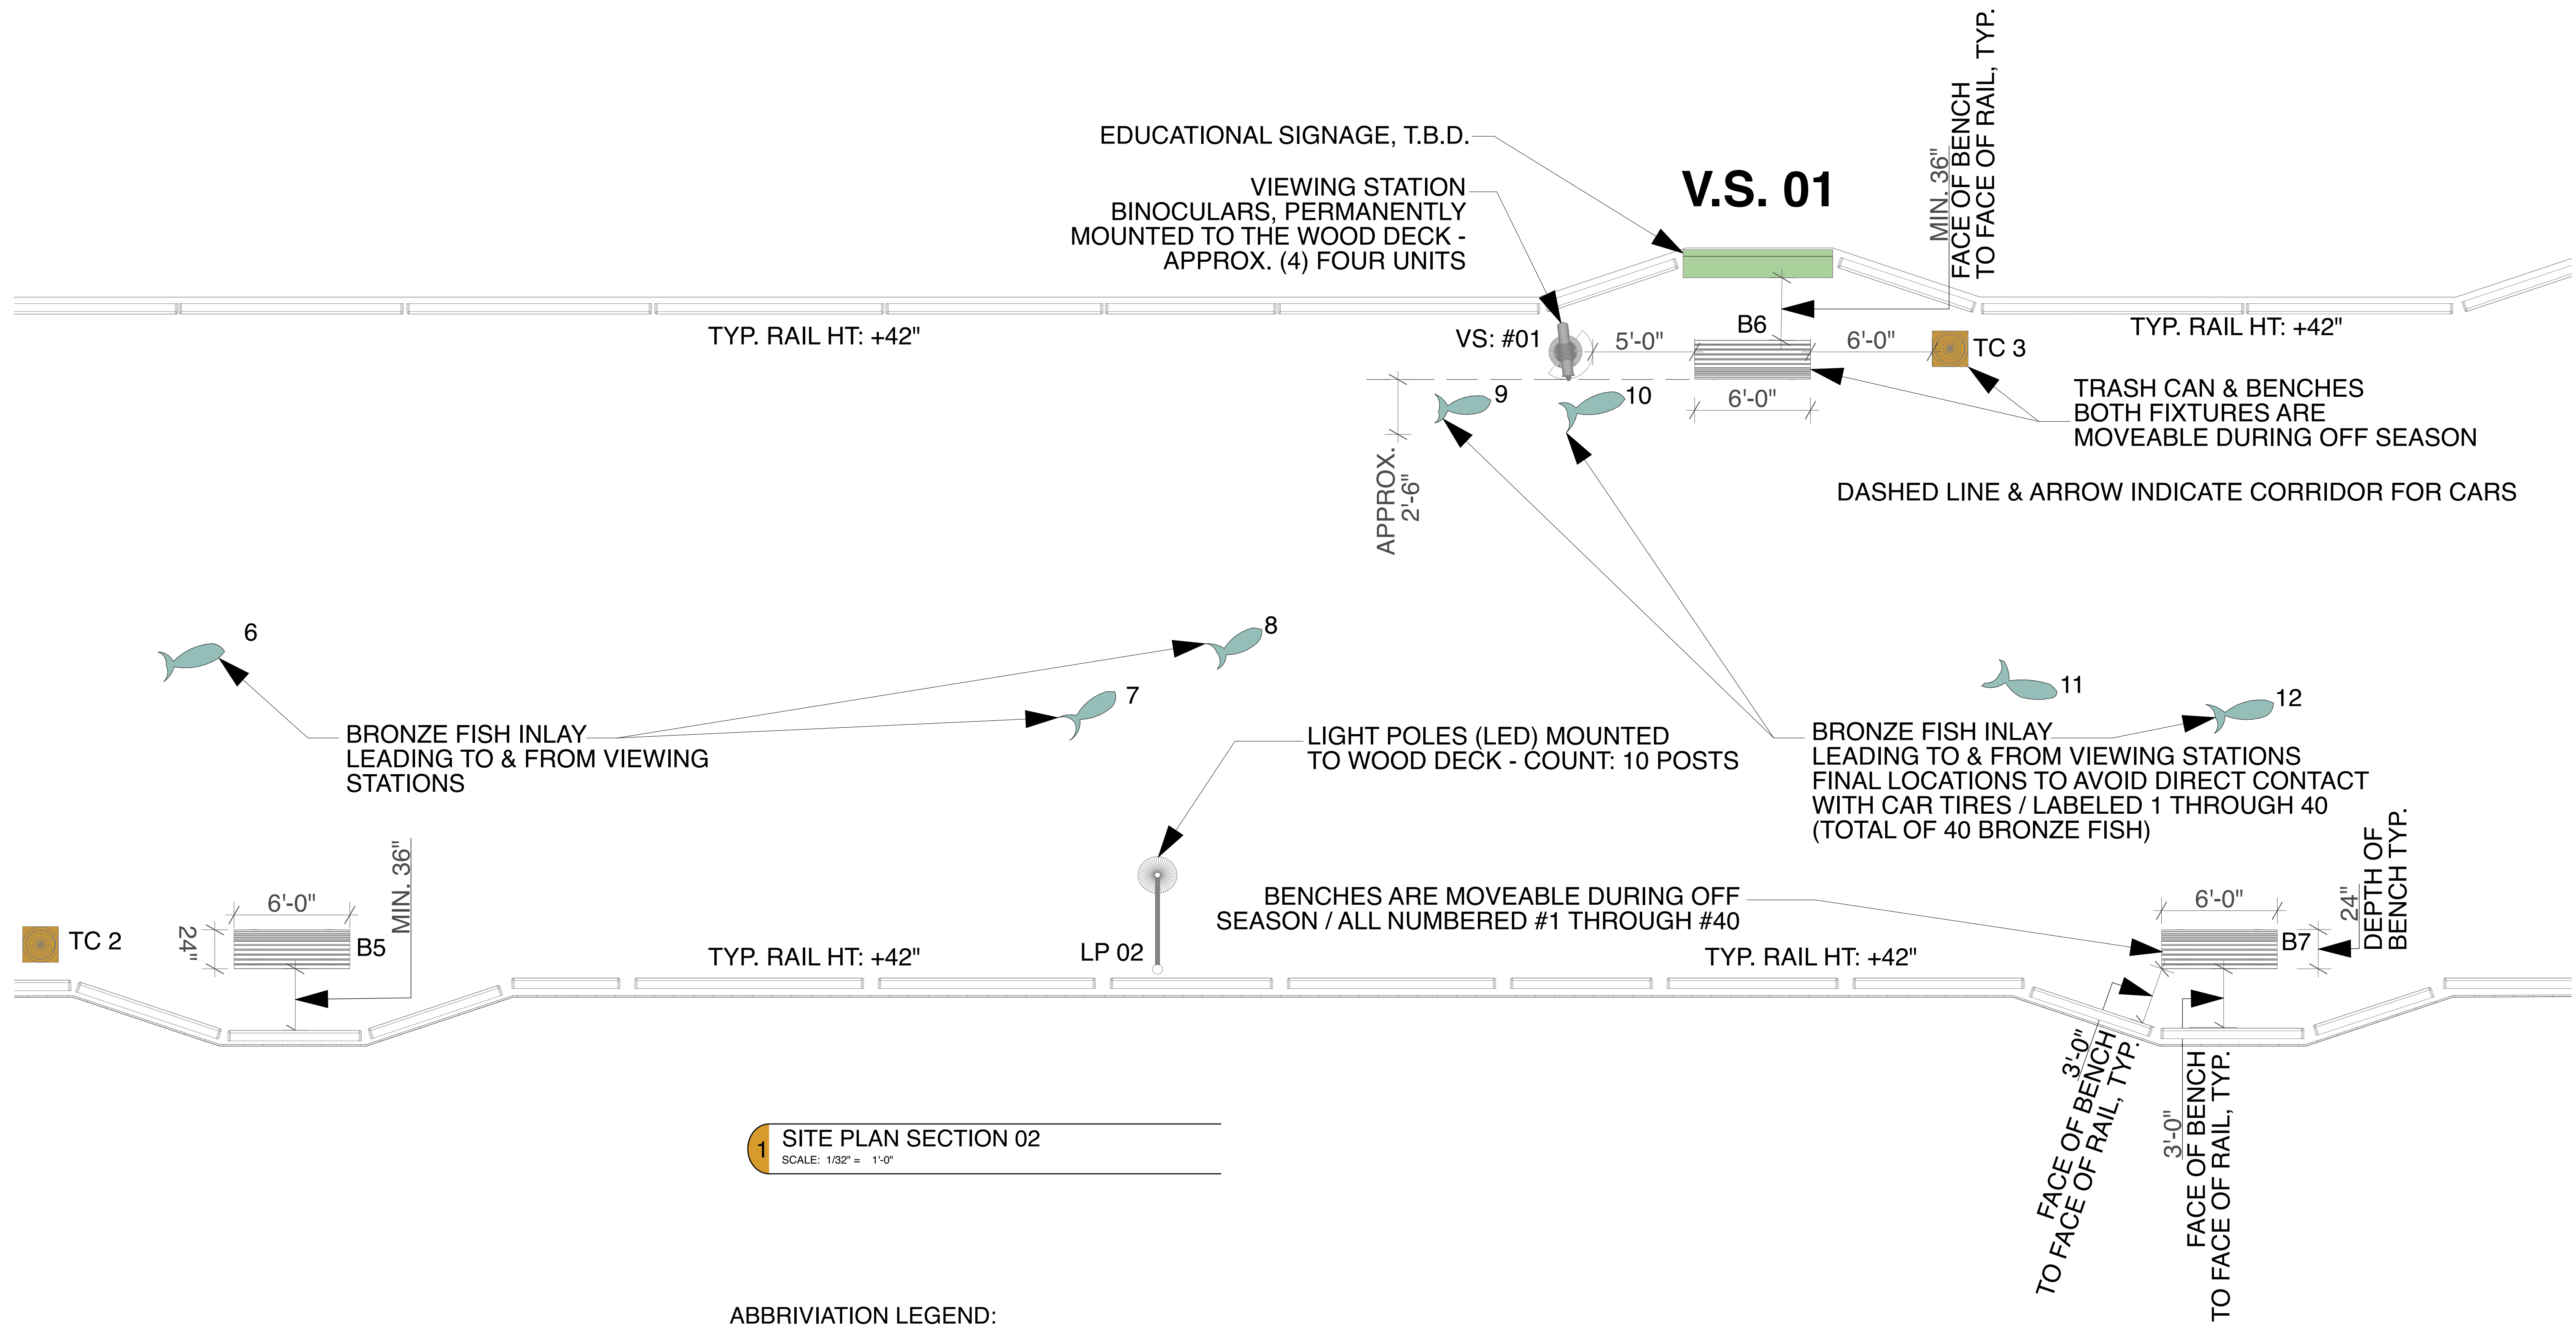 EDUCATIONAL SIGNAGE, T.B.D.
VIEWING STATION
BINOCULARS, PERMANENTLY
MOUNTED TO THE WOOD DECK -
APPROX. (4) FOUR UNITS
V.S. 01
MIN. 36"
FACE OF BENCH
TO FACE OF RAIL, TYP.
TYP. RAIL HT: +42"
VS: #01
5'-0"
B6
6'-0"
TC 3
TYP. RAIL HT: +42"
6'-0"
9
10
APPROX.
2'-6"
TRASH CAN & BENCHES
BOTH FIXTURES ARE
MOVEABLE DURING OFF SEASON
DASHED LINE & ARROW INDICATE CORRIDOR FOR CARS
6
8
7
11
12
BRONZE FISH INLAY
LEADING TO & FROM VIEWING
STATIONS
LIGHT POLES (LED) MOUNTED
TO WOOD DECK - COUNT: 10 POSTS
BRONZE FISH INLAY
LEADING TO & FROM VIEWING STATIONS
FINAL LOCATIONS TO AVOID DIRECT CONTACT
WITH CAR TIRES / LABELED 1 THROUGH 40
(TOTAL OF 40 BRONZE FISH)
TC 2
24"
6'-0"
B5
MIN. 36"
TYP. RAIL HT: +42"
LP 02
BENCHES ARE MOVEABLE DURING OFF
SEASON / ALL NUMBERED #1 THROUGH #40
TYP. RAIL HT: +42"
6'-0"
B7
24"
DEPTH OF
BENCH TYP.
3'-0"
FACE OF BENCH
TO FACE OF RAIL, TYP.
3'-0"
FACE OF BENCH
TO FACE OF RAIL, TYP.
1
SITE PLAN SECTION 02
SCALE: 1/32" = 1'-0"
ABBRIVIATION LEGEND: